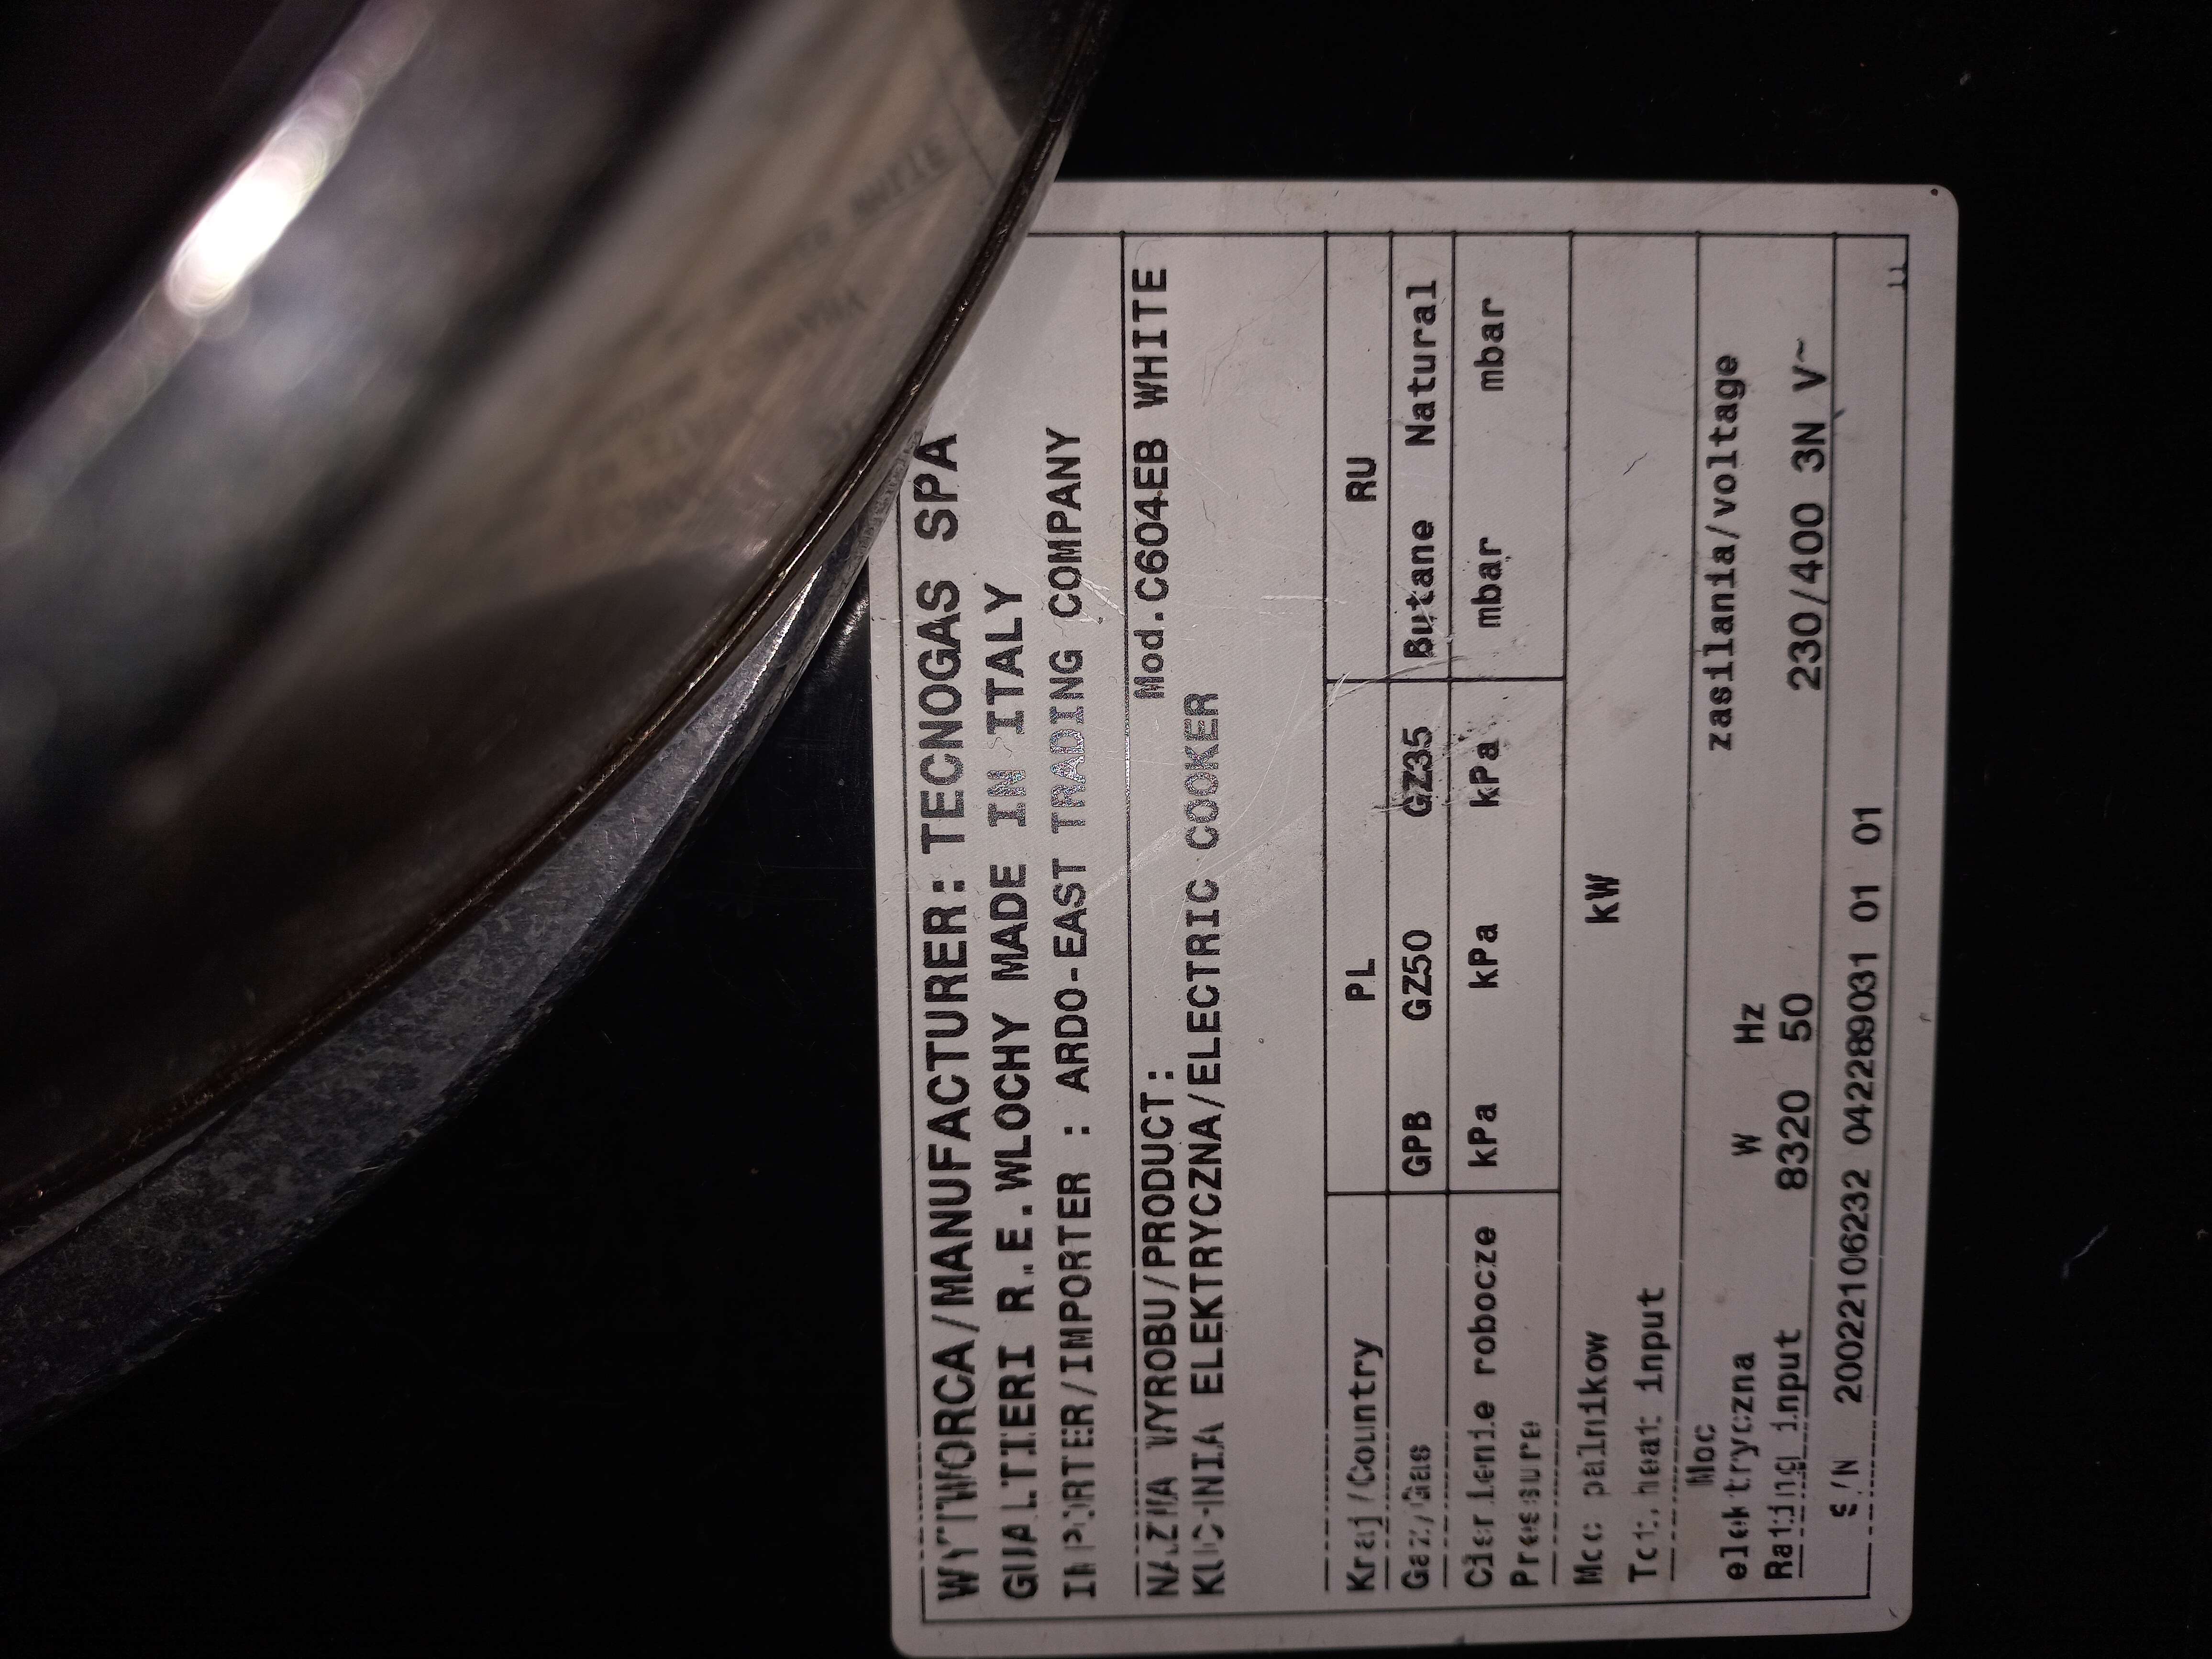 WYTWORCA/MANUFACTURER: TECNOGAS SPA
GUALTIERI R.E. WLOCHY MADE IN ITALY
IMPORTER/IMPORTER : ARDO-EAST TRADING COMPANY
NAZWA WYROBU/PRODUCT: Mod.C604EB WHITE
KUCHNIA ELEKTRYCZNA/ELECTRIC COOKER
Kraj/Country PL RU
Gaz/Gas GPB GZ50 GZ35 Butane Natural
Cisnienie robocze kPa kPa kPa mbar mbar
Pressure
Moc palnikow kW
Tot. heat input
Moc
elektryczna W Hz zasilania/voltage
Rating input 8320 50 230/400 3N V~
S/N 20022106232 042289031 01 01